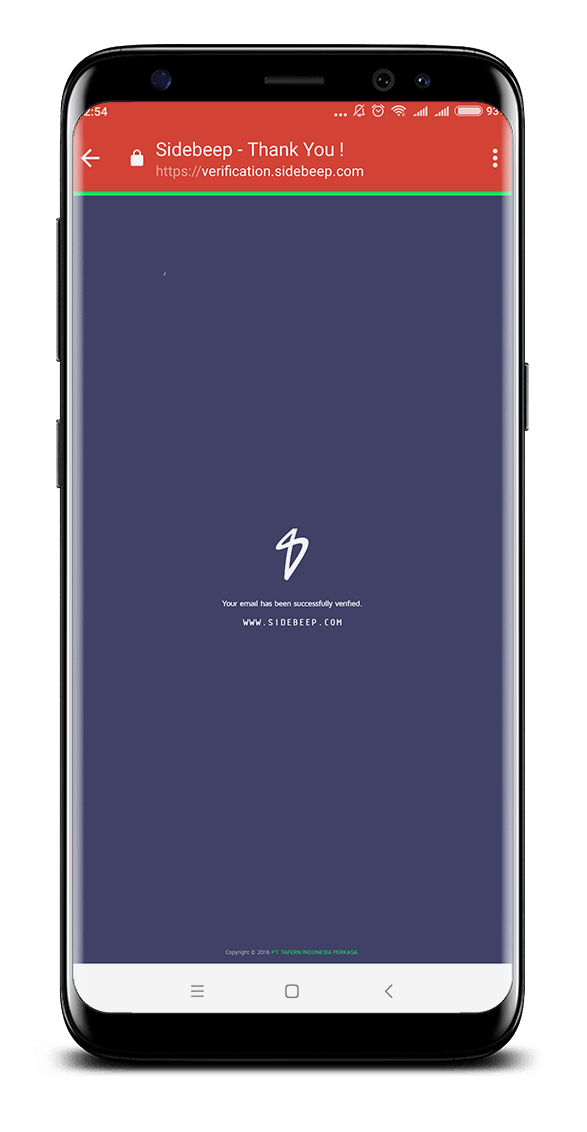 2:54 93
Sidebeep - Thank You !
https://verification.sidebeep.com
Your email has been successfully verified.
WWW.SIDEBEEP.COM
Copyright © 2016 PT. TAFERN INDONESIA PERKASA.